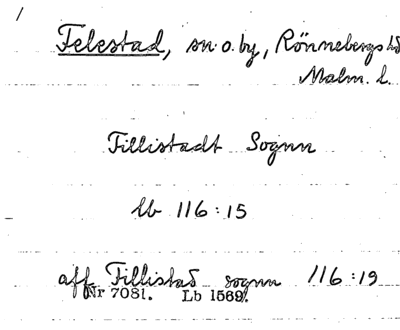 Felestad, sn. o. by, Rönnebergs hd
Malm. l.
Fillistadt Sognn
lb 116:15
aff Fillistad sognn 116:19
Nr 7081. Lb 1569.